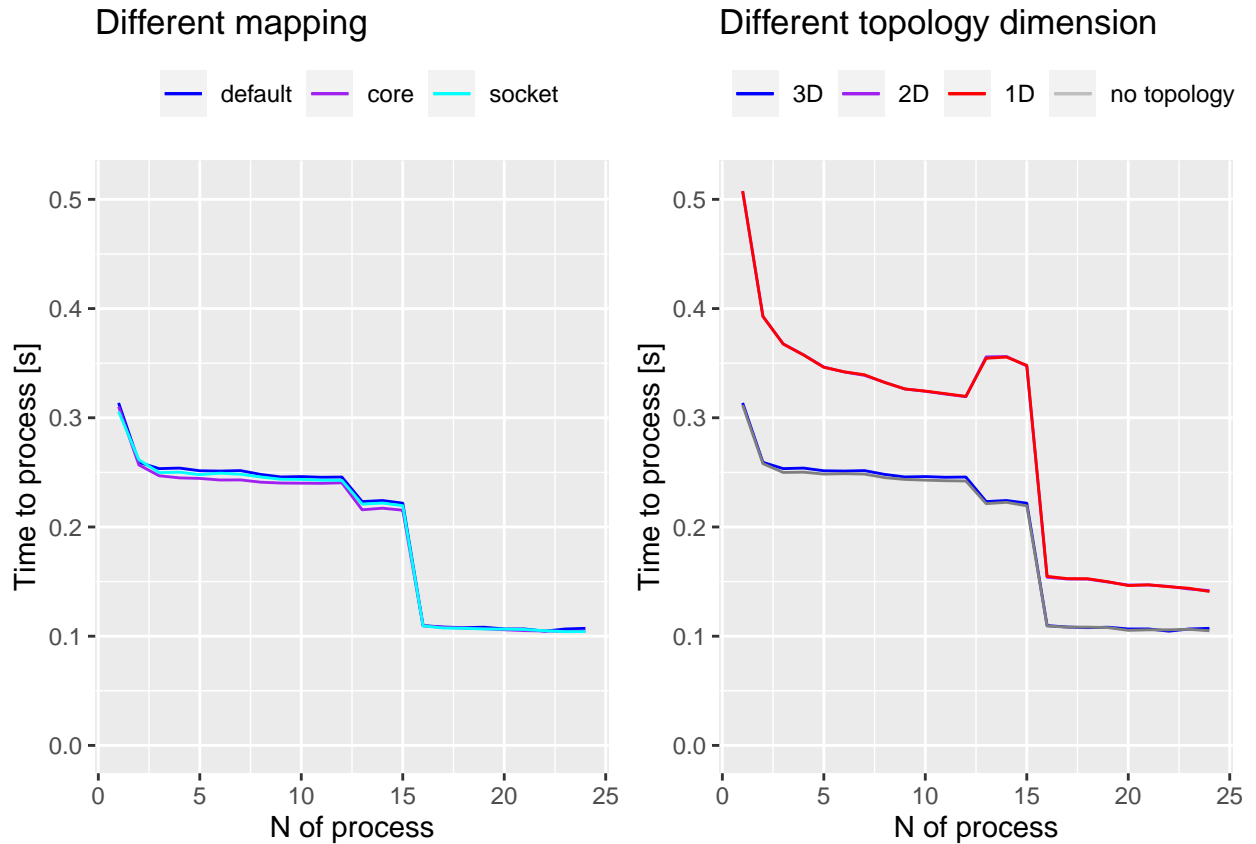 Different mapping
default core socket
0.5
0.4
0.3
0.2
0.1
0.0
Time to process [s]
0 5 10 15 20 25
N of process
Different topology dimension
3D 2D 1D no topology
0.5
0.4
0.3
0.2
0.1
0.0
Time to process [s]
0 5 10 15 20 25
N of process